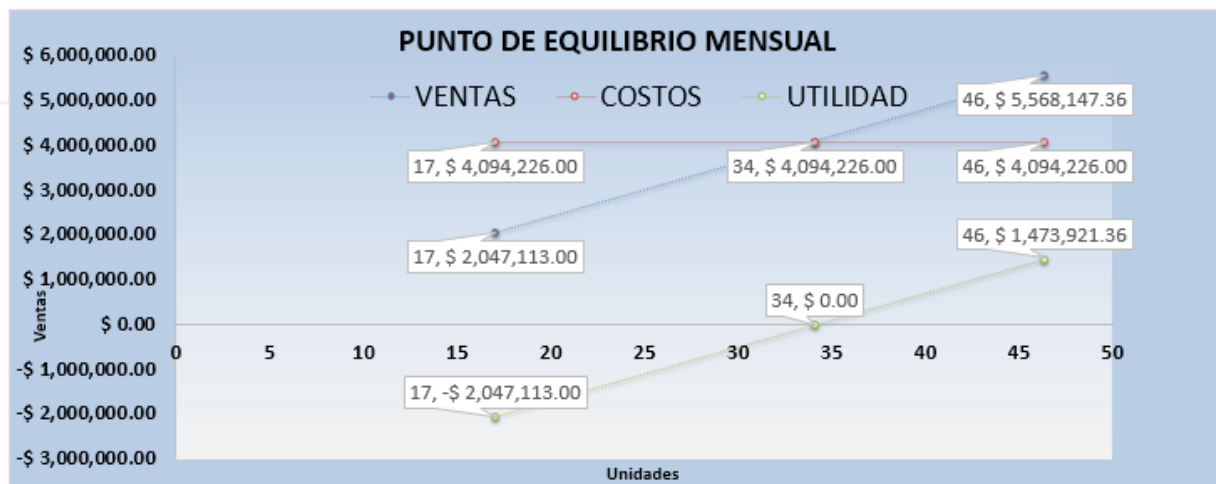 PUNTO DE EQUILIBRIO MENSUAL
VENTAS COSTOS UTILIDAD
$ 6,000,000.00
$ 5,000,000.00
$ 4,000,000.00
$ 3,000,000.00
$ 2,000,000.00
$ 1,000,000.00
$ 0.00
-$ 1,000,000.00
-$ 2,000,000.00
-$ 3,000,000.00
Ventas
46, $ 5,568,147.36
17, $ 4,094,226.00
34, $ 4,094,226.00
46, $ 4,094,226.00
17, $ 2,047,113.00
46, $ 1,473,921.36
34, $ 0.00
17, -$ 2,047,113.00
0 5 10 15 20 25 30 35 40 45 50
Unidades